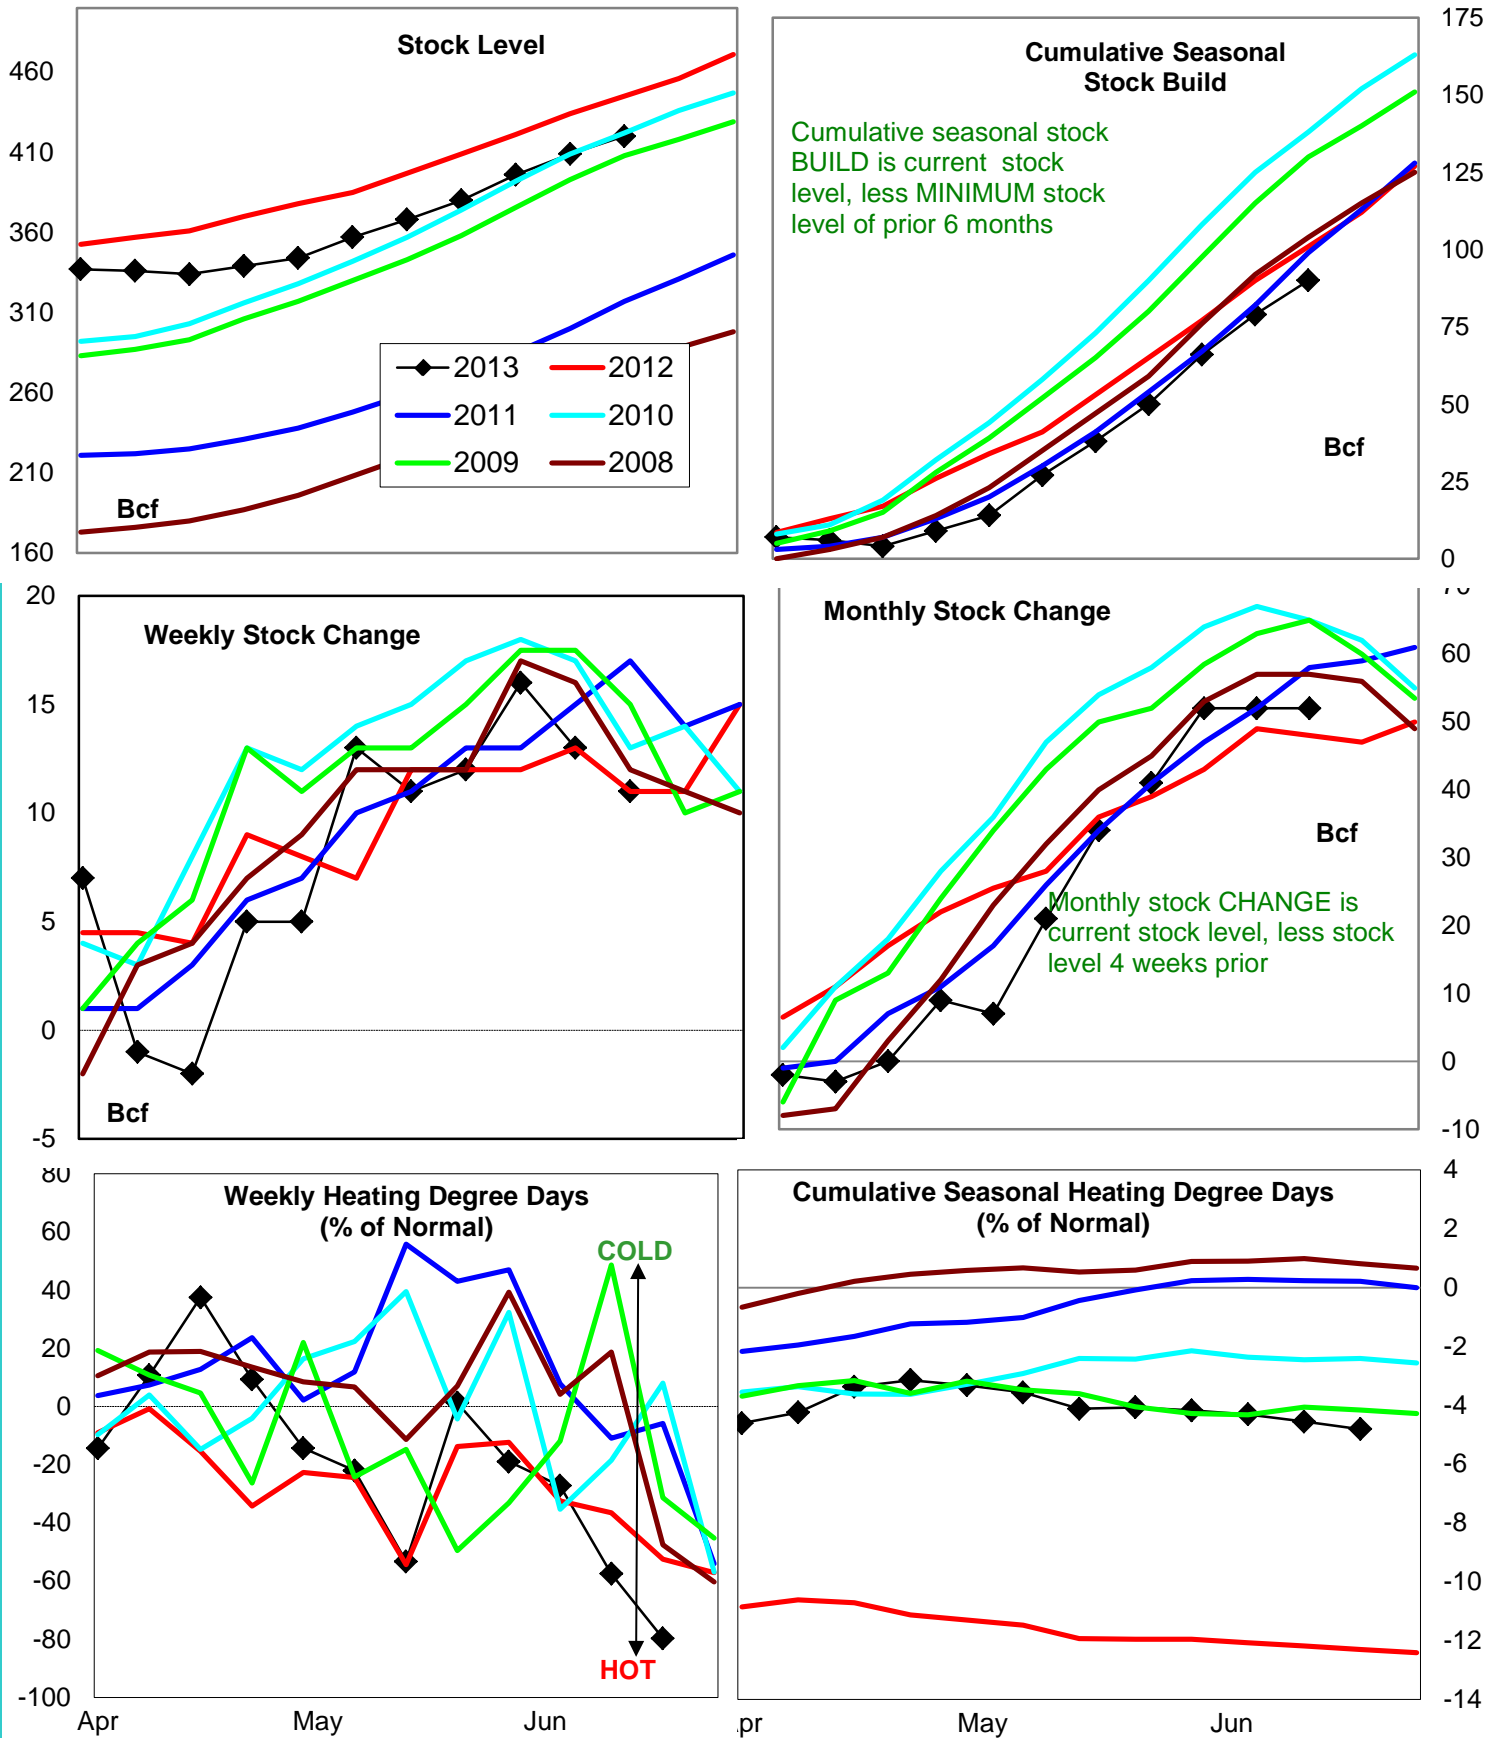 Stock Level
460
410
360
310
260
210
160
Bcf
2013
2012
2011
2010
2009
2008
Cumulative Seasonal
Stock Build
Cumulative seasonal stock
BUILD is current stock
level, less MINIMUM stock
level of prior 6 months
Bcf
175
150
125
100
75
50
25
0
Weekly Stock Change
20
15
10
5
0
-5
Bcf
Monthly Stock Change
70
60
50
40
30
20
10
0
-10
Bcf
Monthly stock CHANGE is
current stock level, less stock
level 4 weeks prior
Weekly Heating Degree Days
(% of Normal)
80
60
40
20
0
-20
-40
-60
-80
-100
COLD
HOT
Apr
May
Jun
Cumulative Seasonal Heating Degree Days
(% of Normal)
4
2
0
-2
-4
-6
-8
-10
-12
-14
pr
May
Jun